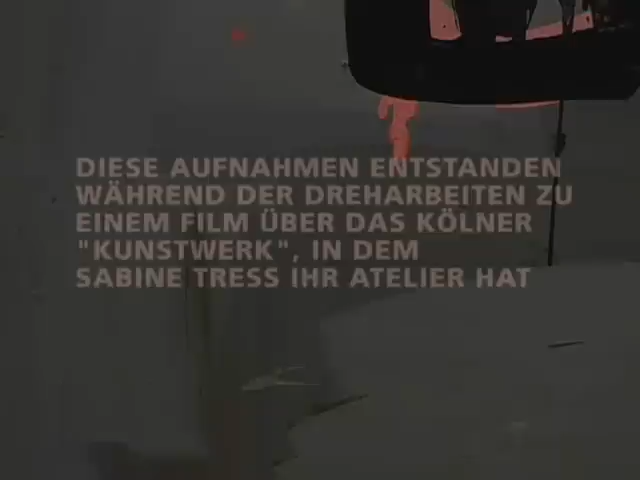 DIESE AUFNAHMEN ENTSTANDEN
WÄHREND DER DREHARBEITEN ZU
EINEM FILM ÜBER DAS KÖLNER
"KUNSTWERK", IN DEM
SABINE TRESS IHR ATELIER HAT